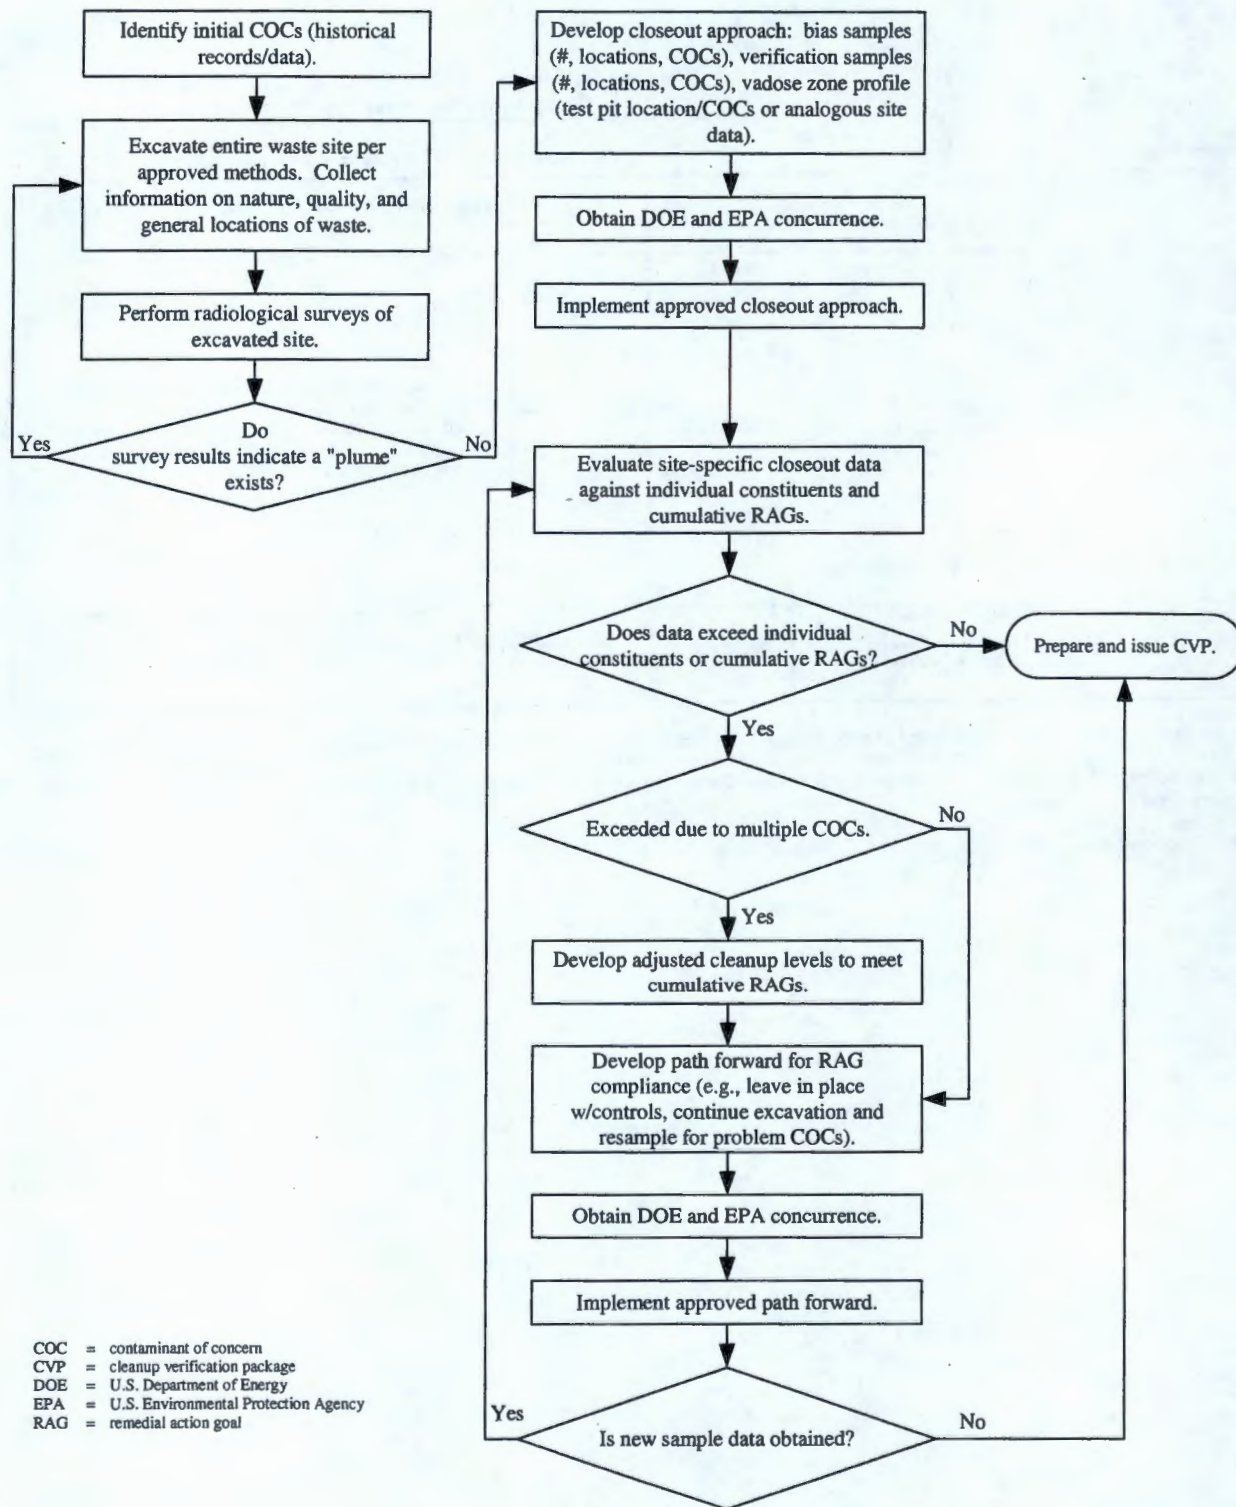 Identify initial COCs (historical
records/data).
Excavate entire waste site per
approved methods. Collect
information on nature, quality, and
general locations of waste.
Perform radiological surveys of
excavated site.
Do
survey results indicate a "plume"
exists?
Yes
No
Develop closeout approach: bias samples
(#, locations, COCs), verification samples
(#, locations, COCs), vadose zone profile
(test pit location/COCs or analogous site
data).
Obtain DOE and EPA concurrence.
Implement approved closeout approach.
Evaluate site-specific closeout data
against individual constituents and
cumulative RAGs.
Does data exceed individual
constituents or cumulative RAGs?
No
Prepare and issue CVP.
Yes
Exceeded due to multiple COCs.
No
Yes
Develop adjusted cleanup levels to meet
cumulative RAGs.
Develop path forward for RAG
compliance (e.g., leave in place
w/controls, continue excavation and
resample for problem COCs).
Obtain DOE and EPA concurrence.
Implement approved path forward.
Is new sample data obtained?
Yes
No
COC = contaminant of concern
CVP = cleanup verification package
DOE = U.S. Department of Energy
EPA = U.S. Environmental Protection Agency
RAG = remedial action goal